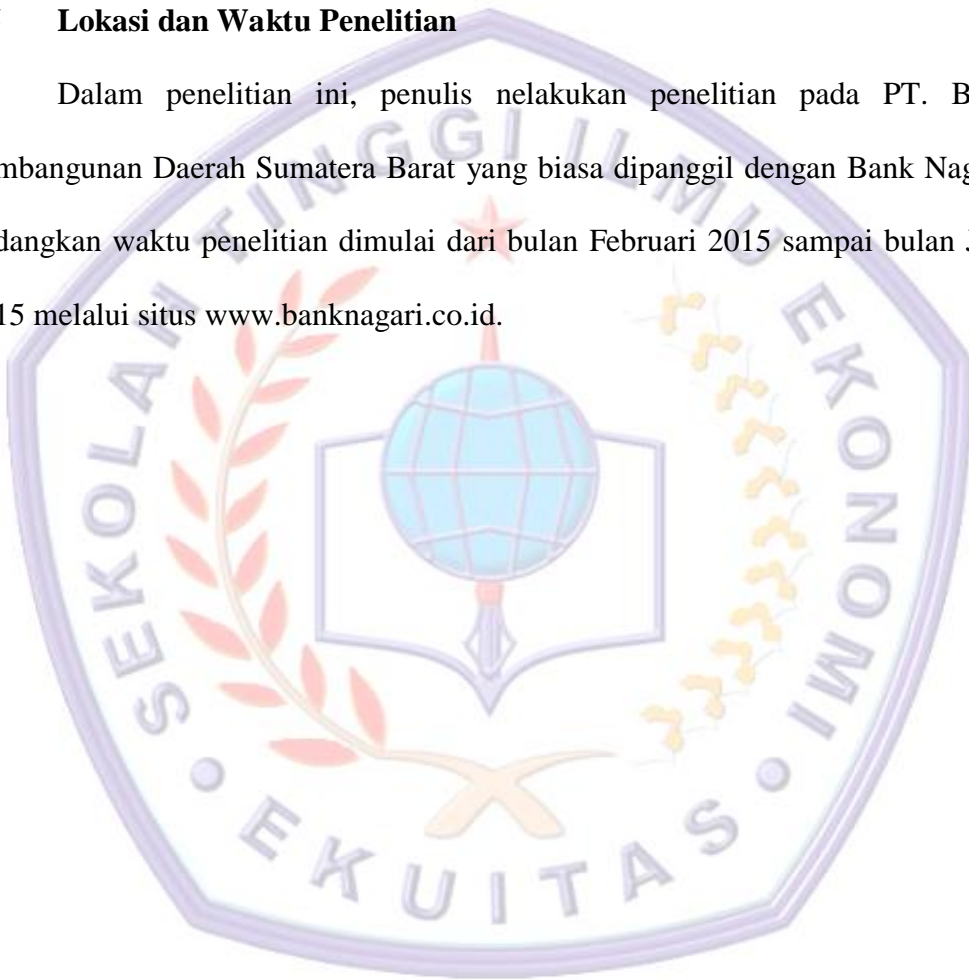 Lokasi dan Waktu Penelitian
Dalam penelitian ini, penulis nelakukan penelitian pada PT. B
mbangunan Daerah Sumatera Barat yang biasa dipanggil dengan Bank Nag
dangkan waktu penelitian dimulai dari bulan Februari 2015 sampai bulan J
15 melalui situs www.banknagari.co.id.
SEKOLAH TINGGI ILMU EKONOMI
EKUITAS